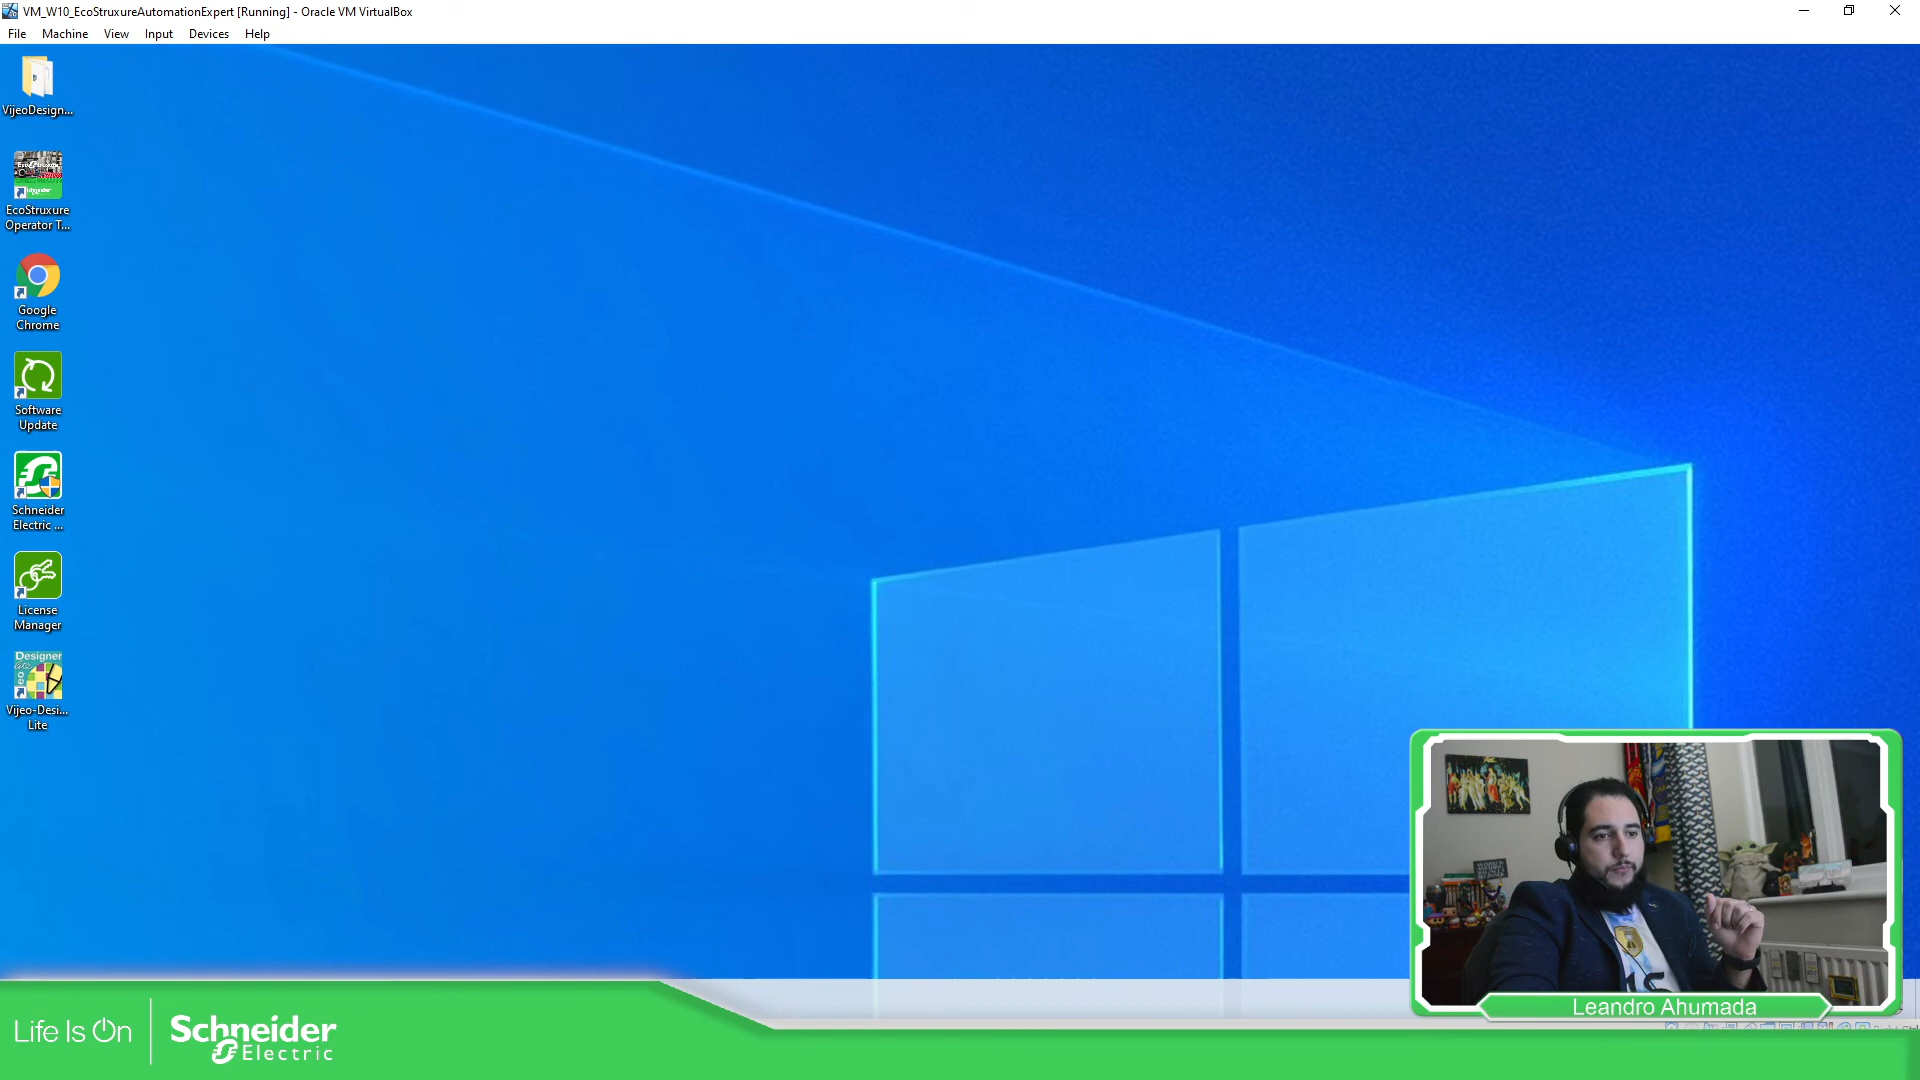 VM_W10_EcoStruxureAutomationExpert [Running] - Oracle VM VirtualBox
File Machine View Input Devices Help
VijeoDesign...
EcoStruxure
Operator T...
Google
Chrome
Software
Update
Schneider
Electric ...
License
Manager
Designer
lite
Vijeo-Desi...
Lite
Leandro Ahumada
Life Is On
Schneider
Electric